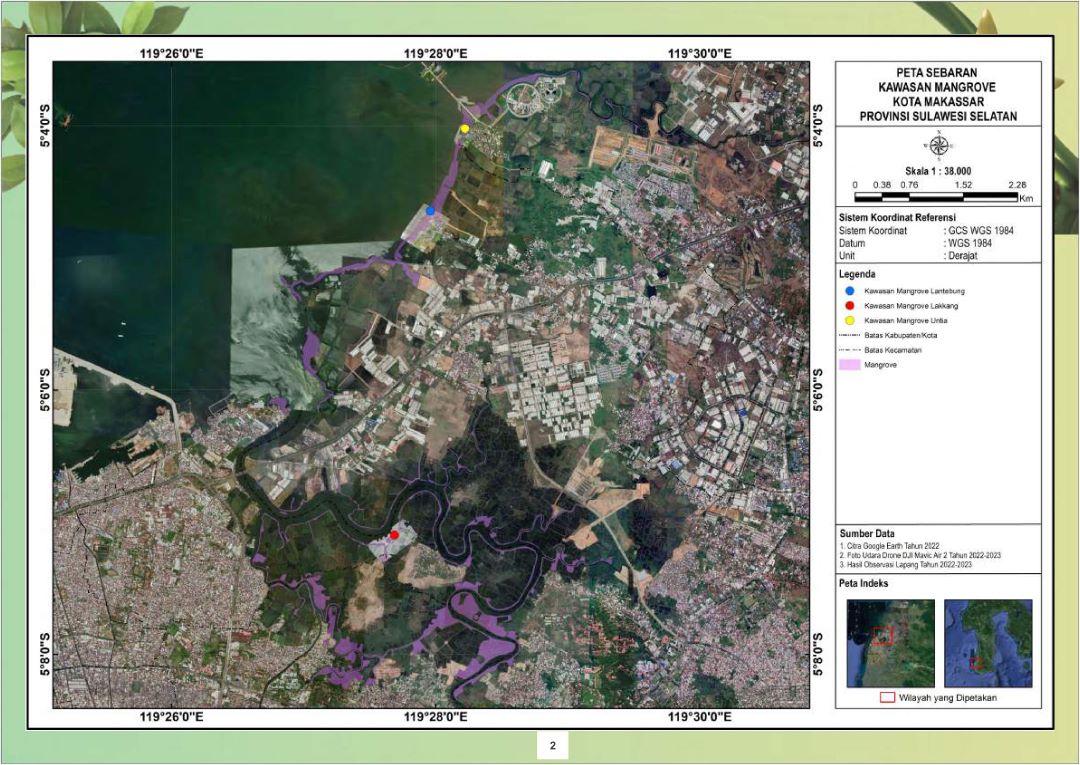 119°26'0"E
119°28'0"E
119°30'0"E
5°4'0"S
5°4'0"S
5°6'0"S
5°6'0"S
5°8'0"S
5°8'0"S
119°26'0"E
119°28'0"E
119°30'0"E
PETA SEBARAN
KAWASAN MANGROVE
KOTA MAKASSAR
PROVINSI SULAWESI SELATAN
N
W E
S
Skala 1 : 38.000
0 0.38 0.76 1.52 2.28
Km
Sistem Koordinat Referensi
Sistem Koordinat : GCS WGS 1984
Datum : WGS 1984
Unit : Derajat
Legenda
Kawasan Mangrove Lantebung
Kawasan Mangrove Lakkang
Kawasan Mangrove Untia
Batas Kabupaten/Kota
Batas Kecamatan
Mangrove
Sumber Data
1. Citra Google Earth Tahun 2022
2. Foto Udara Drone DJI Mavic Air 2 Tahun 2022-2023
3. Hasil Observasi Lapang Tahun 2022-2023
Peta Indeks
Wilayah yang Dipetakan
2